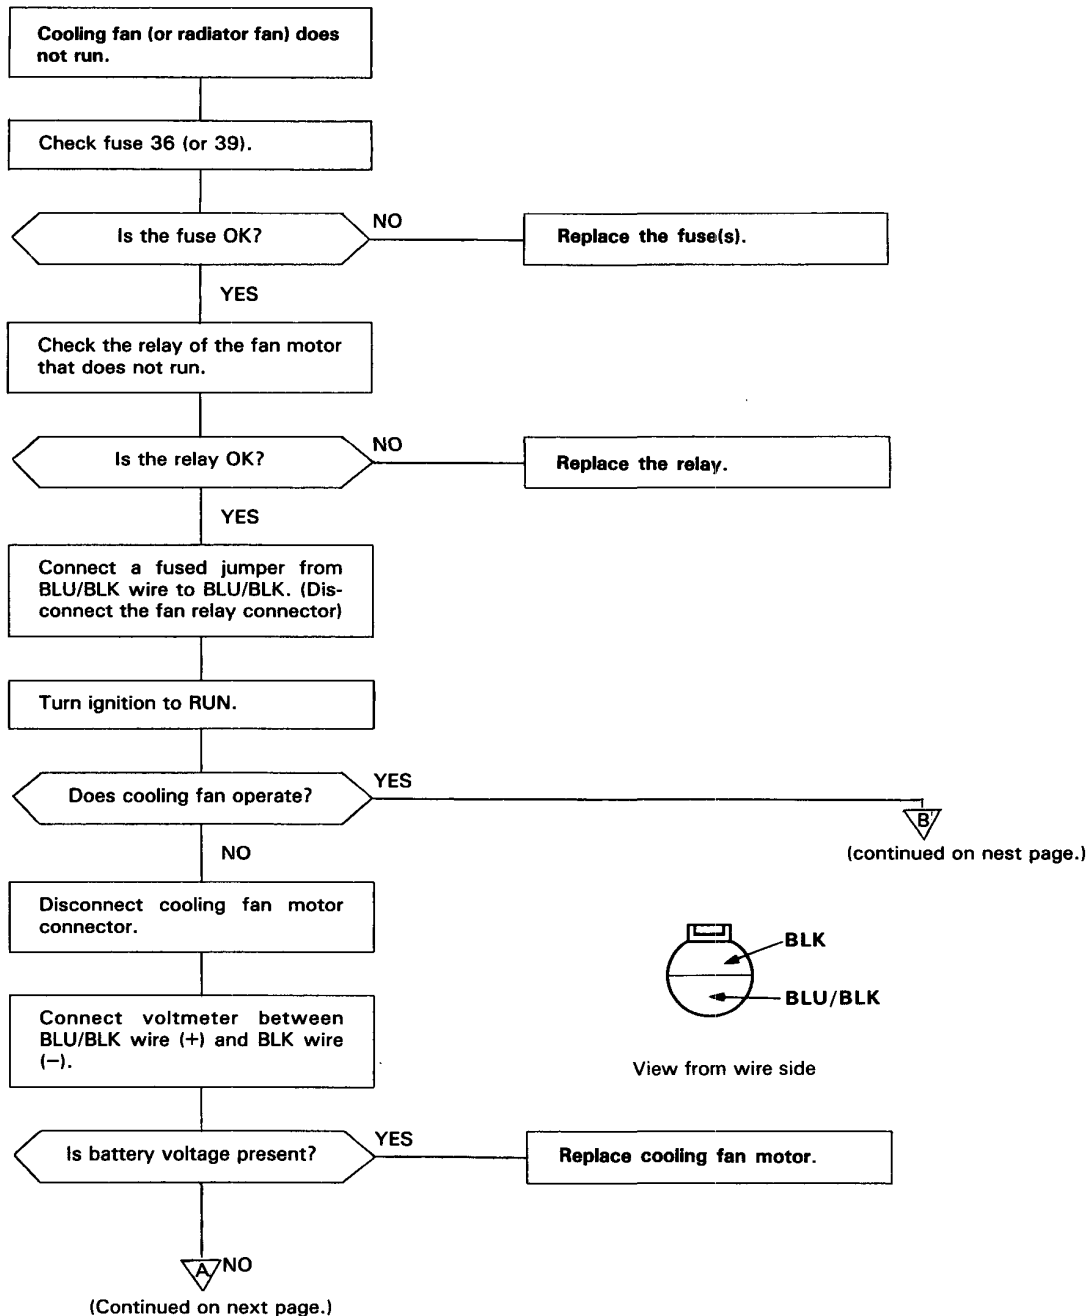 Cooling fan (or radiator fan) does
not run.
Check fuse 36 (or 39).
Is the fuse OK?
NO
Replace the fuse(s).
YES
Check the relay of the fan motor
that does not run.
Is the relay OK?
NO
Replace the relay.
YES
Connect a fused jumper from
BLU/BLK wire to BLU/BLK. (Dis-
connect the fan relay connector)
Turn ignition to RUN.
Does cooling fan operate?
YES
B
(continued on nest page.)
NO
Disconnect cooling fan motor
connector.
BLK
BLU/BLK
View from wire side
Connect voltmeter between
BLU/BLK wire (+) and BLK wire
(−).
Is battery voltage present?
YES
Replace cooling fan motor.
A
NO
(Continued on next page.)